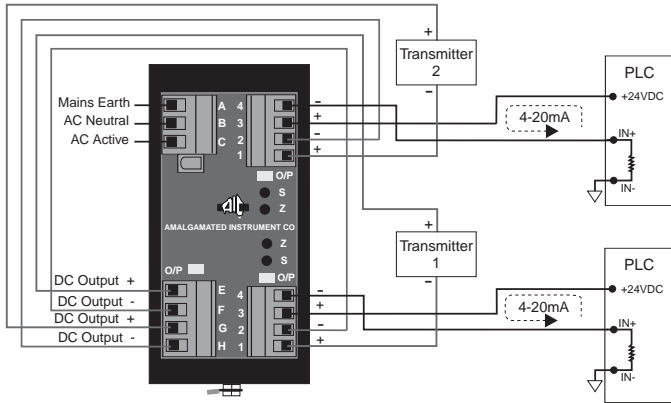 +
Transmitter
2
-
PLC
+24VDC
4-20mA
IN+
IN-
Mains Earth
AC Neutral
AC Active
A
B
C
4
3
2
1
-
+
-
+
O/P
S
Z
AIC
AMALGAMATED INSTRUMENT CO
Z
S
O/P
O/P
+
Transmitter
1
-
PLC
+24VDC
4-20mA
IN+
IN-
DC Output +
DC Output -
DC Output +
DC Output -
E
F
G
H
4
3
2
1
-
+
-
+